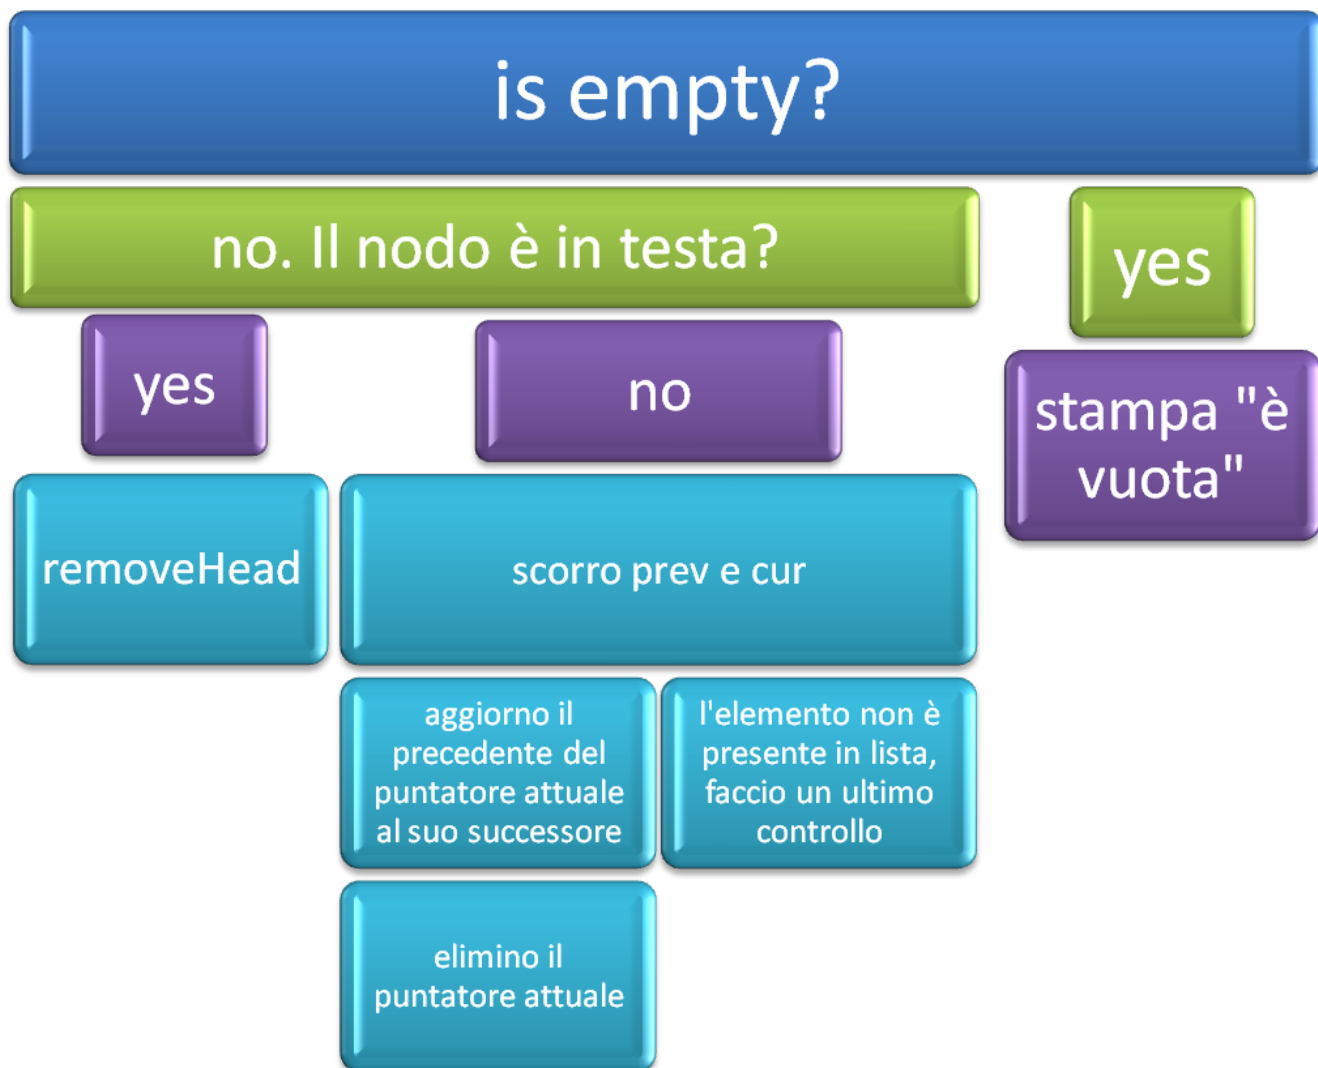 is empty?
no. Il nodo è in testa?
yes
yes
no
stampa "è
vuota"
removeHead
scorro prev e cur
aggiorno il
precedente del
puntatore attuale
al suo successore
l'elemento non è
presente in lista,
faccio un ultimo
controllo
elimino il
puntatore attuale